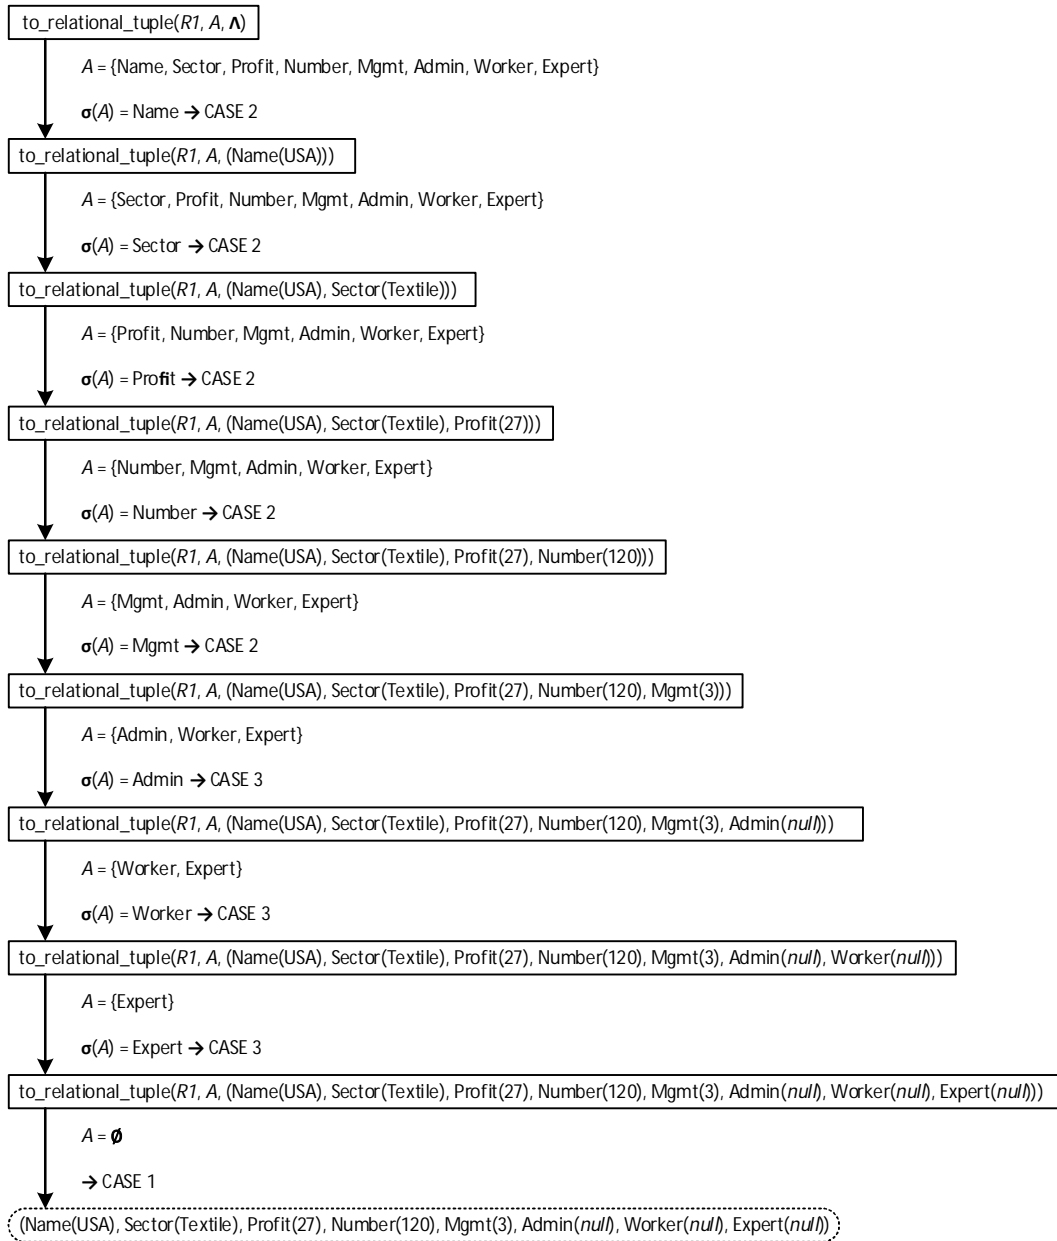 to_relational_tuple(R1, A, Λ)
A = {Name, Sector, Profit, Number, Mgmt, Admin, Worker, Expert}
σ(A) = Name → CASE 2
to_relational_tuple(R1, A, (Name(USA)))
A = {Sector, Profit, Number, Mgmt, Admin, Worker, Expert}
σ(A) = Sector → CASE 2
to_relational_tuple(R1, A, (Name(USA), Sector(Textile)))
A = {Profit, Number, Mgmt, Admin, Worker, Expert}
σ(A) = Profit → CASE 2
to_relational_tuple(R1, A, (Name(USA), Sector(Textile), Profit(27)))
A = {Number, Mgmt, Admin, Worker, Expert}
σ(A) = Number → CASE 2
to_relational_tuple(R1, A, (Name(USA), Sector(Textile), Profit(27), Number(120)))
A = {Mgmt, Admin, Worker, Expert}
σ(A) = Mgmt → CASE 2
to_relational_tuple(R1, A, (Name(USA), Sector(Textile), Profit(27), Number(120), Mgmt(3)))
A = {Admin, Worker, Expert}
σ(A) = Admin → CASE 3
to_relational_tuple(R1, A, (Name(USA), Sector(Textile), Profit(27), Number(120), Mgmt(3), Admin(null)))
A = {Worker, Expert}
σ(A) = Worker → CASE 3
to_relational_tuple(R1, A, (Name(USA), Sector(Textile), Profit(27), Number(120), Mgmt(3), Admin(null), Worker(null)))
A = {Expert}
σ(A) = Expert → CASE 3
to_relational_tuple(R1, A, (Name(USA), Sector(Textile), Profit(27), Number(120), Mgmt(3), Admin(null), Worker(null), Expert(null)))
A = Ø
→ CASE 1
(Name(USA), Sector(Textile), Profit(27), Number(120), Mgmt(3), Admin(null), Worker(null), Expert(null))